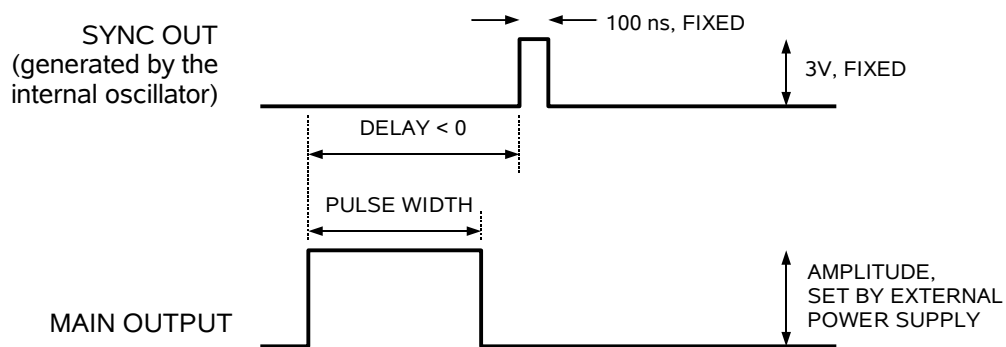 SYNC OUT
(generated by the
internal oscillator)
100 ns, FIXED
3V, FIXED
DELAY < 0
PULSE WIDTH
MAIN OUTPUT
AMPLITUDE,
SET BY EXTERNAL
POWER SUPPLY